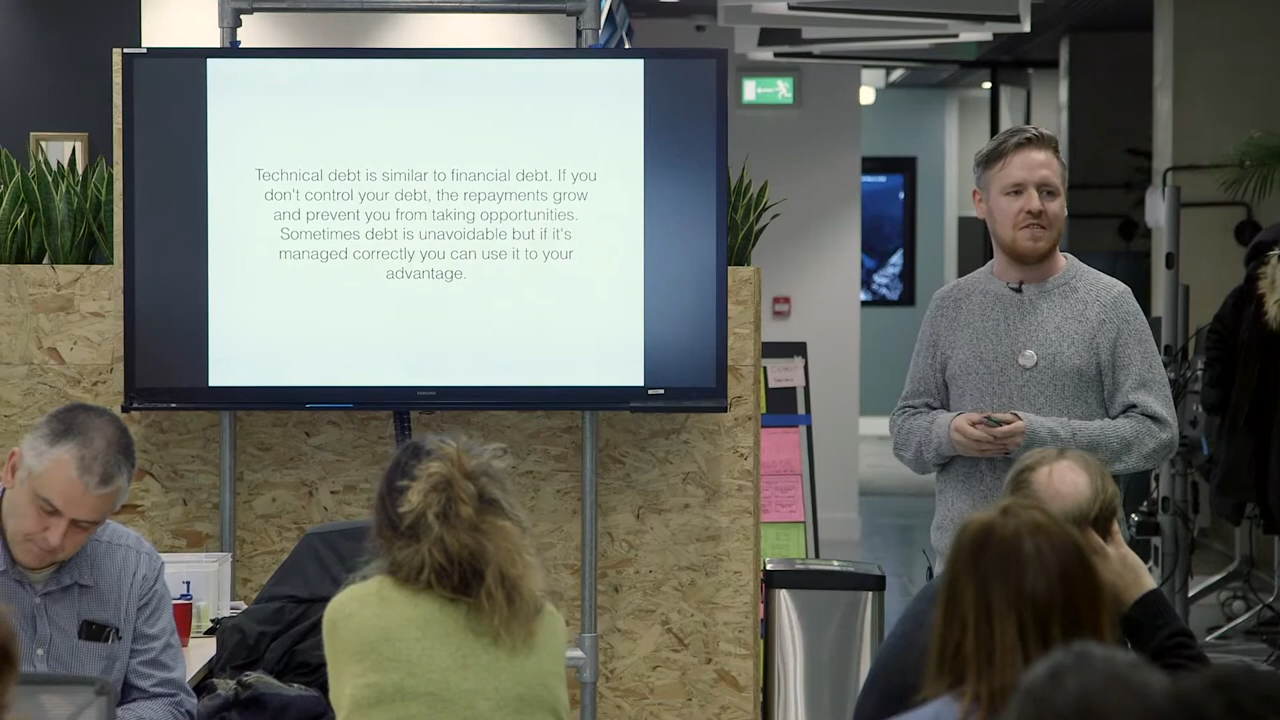 Technical debt is similar to financial debt. If you
don't control your debt, the repayments grow
and prevent you from taking opportunities.
Sometimes debt is unavoidable but if it's
managed correctly you can use it to your
advantage.
SAMSUNG